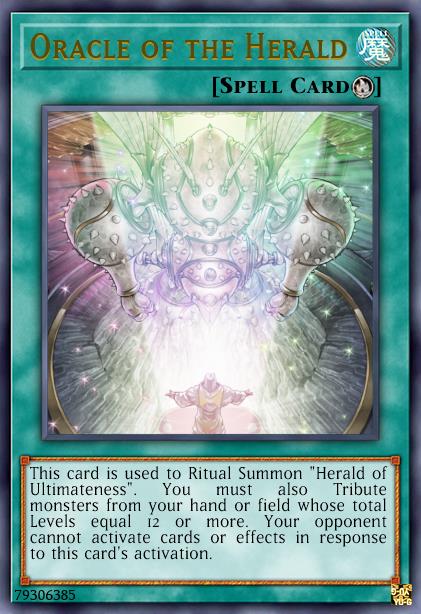 ORACLE OF THE HERALD
SPELL
魔
[SPELL CARD]
This card is used to Ritual Summon "Herald of
Ultimateness". You must also Tribute
monsters from your hand or field whose total
Levels equal 12 or more. Your opponent
cannot activate cards or effects in response
to this card's activation.
79306385